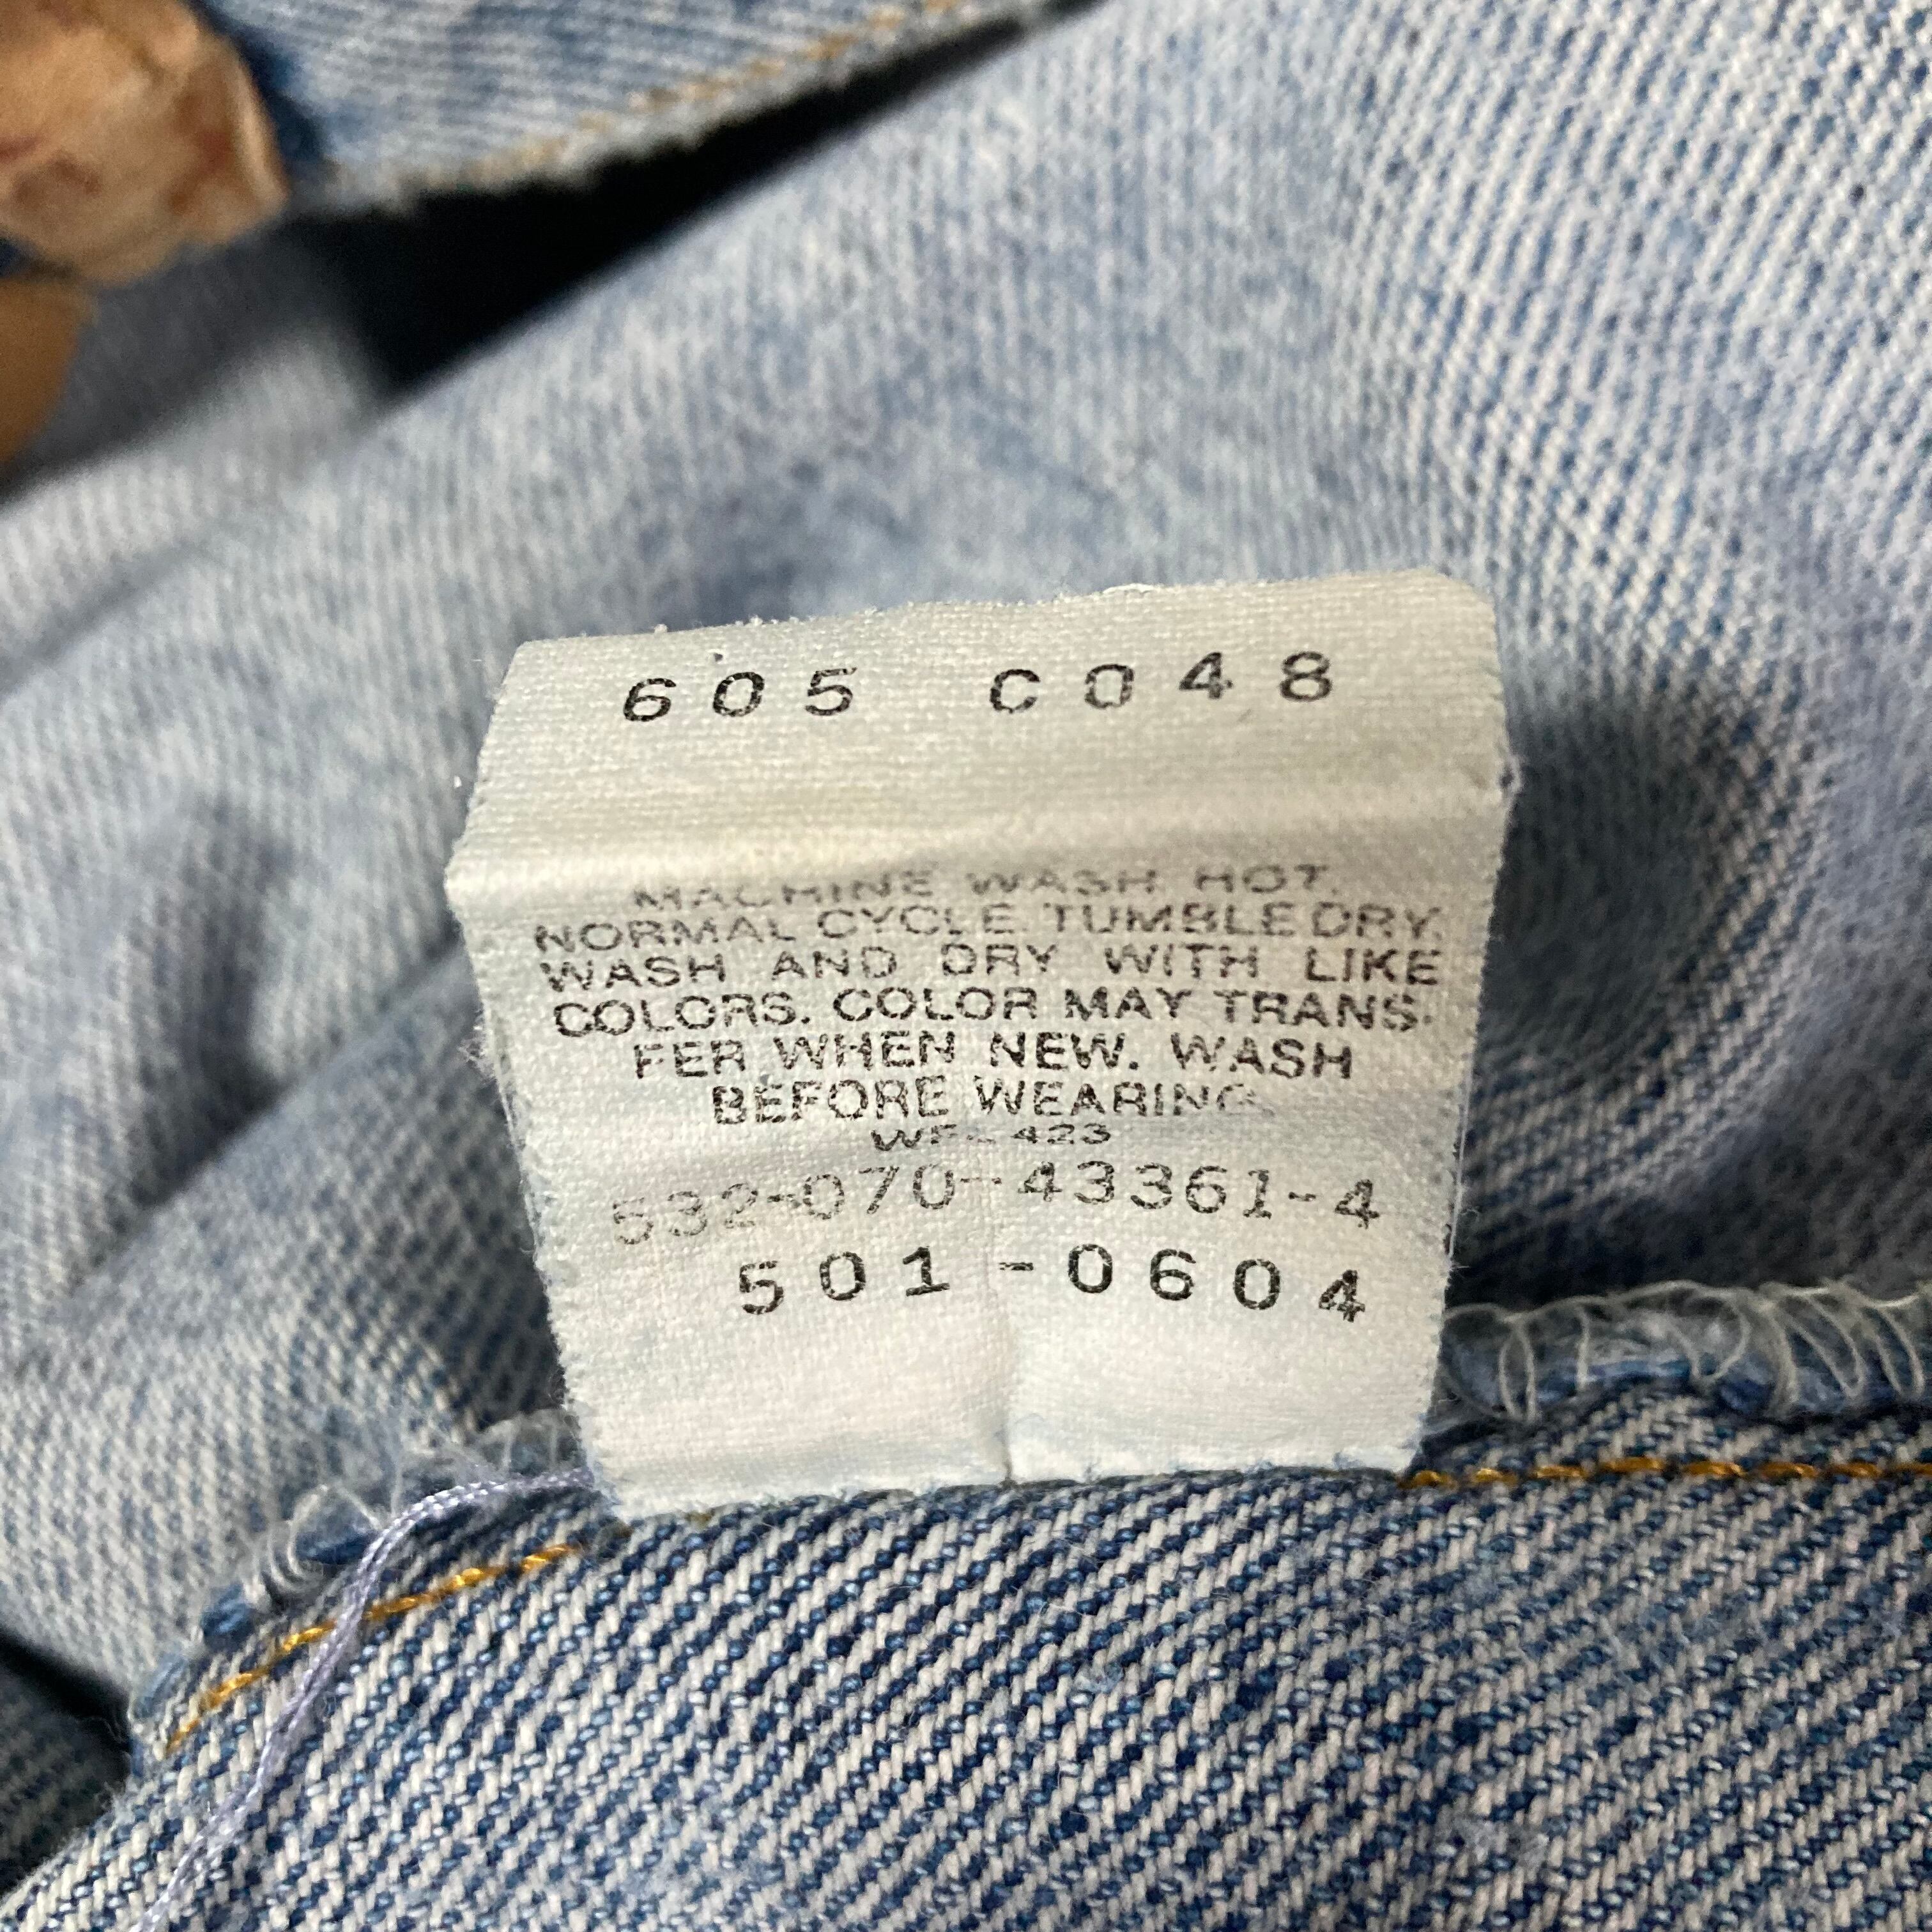 605 C048
MACHINE WASH HOT.
NORMAL CYCLE. TUMBLE DRY.
WASH AND DRY WITH LIKE
COLORS. COLOR MAY TRANS-
FER WHEN NEW. WASH
BEFORE WEARING.
423
532-070-43361-4
501-0604